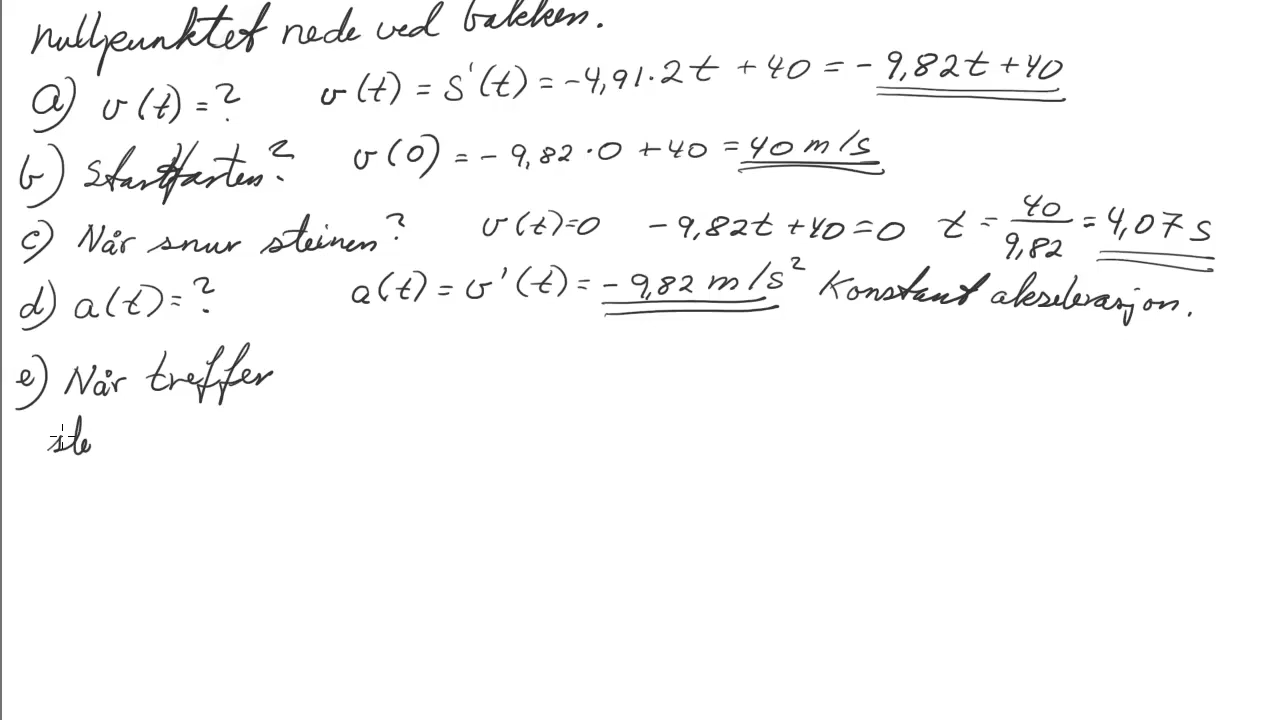 nullpunktet nede ved bakken.
a) v(t) = ? v(t) = s'(t) = -4,91·2t + 40 = -9,82t + 40
b) Startfarten? v(0) = -9,82·0 + 40 = 40 m/s
c) Når snur steinen? v(t)=0 -9,82t + 40 = 0 t = 40/9,82 = 4,07 s
d) a(t) = ? a(t) = v'(t) = -9,82 m/s² Konstant akselerasjon.
e) Når treffer
ste